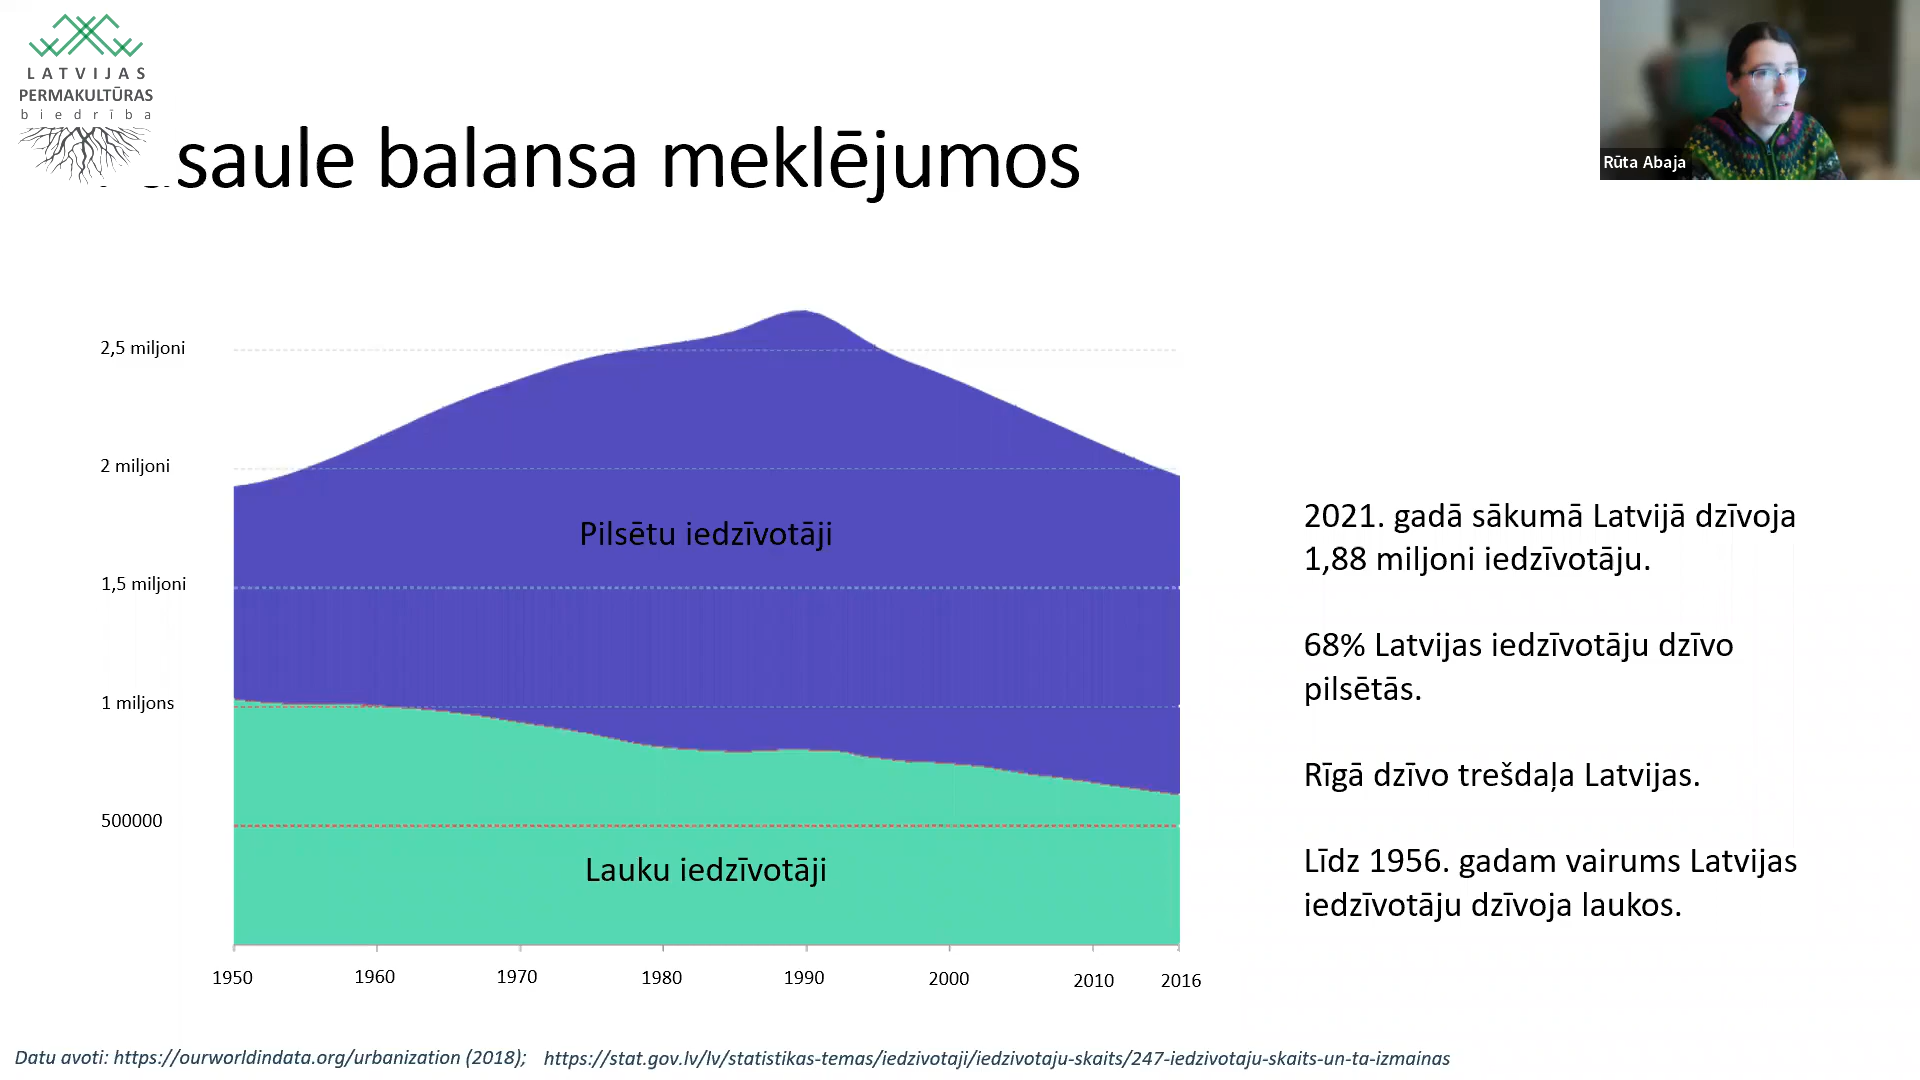 LATVIJAS
PERMAKULTŪRAS
biedrība
saule balansa meklējumos
Rūta Abaja
2,5 miljoni
2 miljoni
1,5 miljoni
1 miljons
500000
Pilsētu iedzīvotāji
Lauku iedzīvotāji
1950 1960 1970 1980 1990 2000 2010 2016
2021. gadā sākumā Latvijā dzīvoja
1,88 miljoni iedzīvotāju.
68% Latvijas iedzīvotāju dzīvo
pilsētās.
Rīgā dzīvo trešdaļa Latvijas.
Līdz 1956. gadam vairums Latvijas
iedzīvotāju dzīvoja laukos.
Datu avoti: https://ourworldindata.org/urbanization (2018); https://stat.gov.lv/lv/statistikas-temas/iedzivotaji/iedzivotaju-skaits/247-iedzivotaju-skaits-un-ta-izmainas